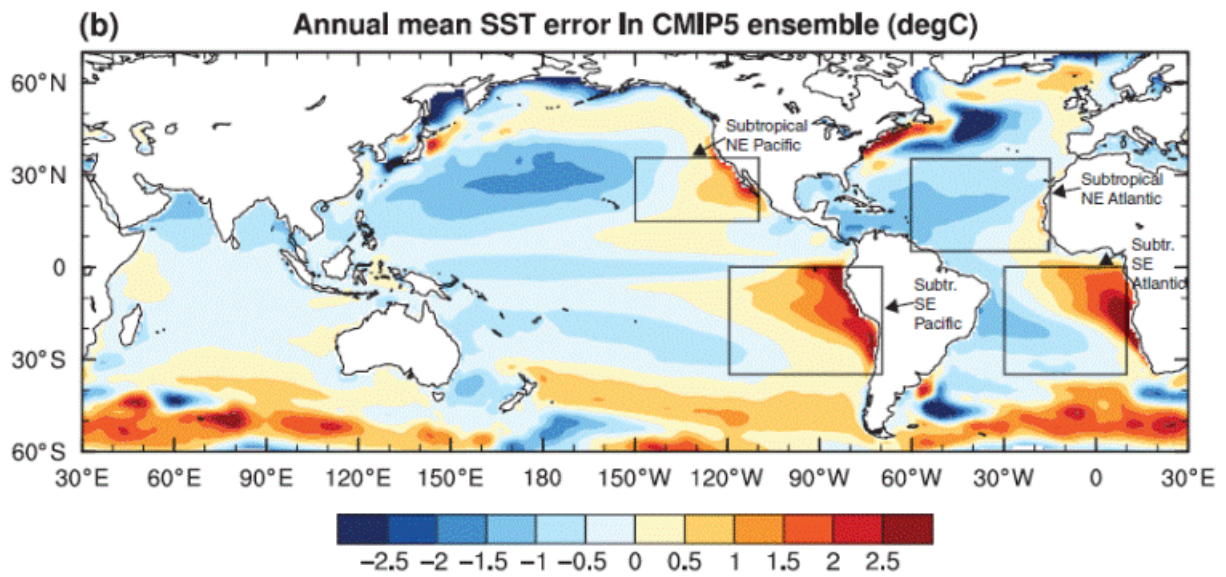 (b) Annual mean SST error In CMIP5 ensemble (degC)
60°N
30°N
0
30°S
60°S
Subtropical
NE Pacific
Subtropical
NE Atlantic
Subtr.
SE
Atlantic
Subtr.
SE
Pacific
30°E 60°E 90°E 120°E 150°E 180 150°W 120°W 90°W 60°W 30W 0 30°E
−2.5 −2 −1.5 −1 −0.5 0 0.5 1 1.5 2 2.5